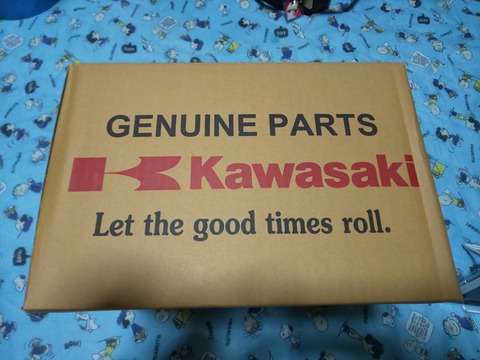 GENUINE PARTS
Kawasaki
Let the good times roll.